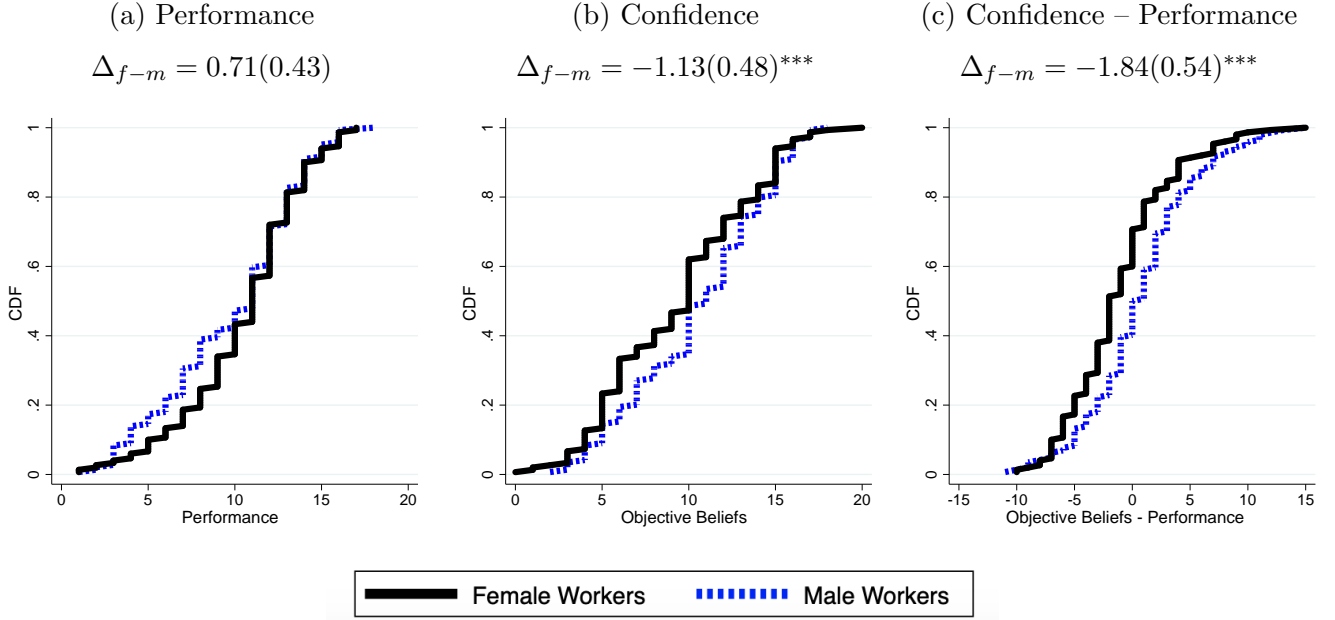 (a) Performance
Δf−m = 0.71(0.43)
CDF
0 .2 .4 .6 .8 1
0 5 10 15 20
Performance
(b) Confidence
Δf−m = −1.13(0.48)***
CDF
0 .2 .4 .6 .8 1
0 5 10 15 20
Objective Beliefs
(c) Confidence – Performance
Δf−m = −1.84(0.54)***
CDF
0 .2 .4 .6 .8 1
-15 -10 -5 0 5 10 15
Objective Beliefs - Performance
Female Workers Male Workers